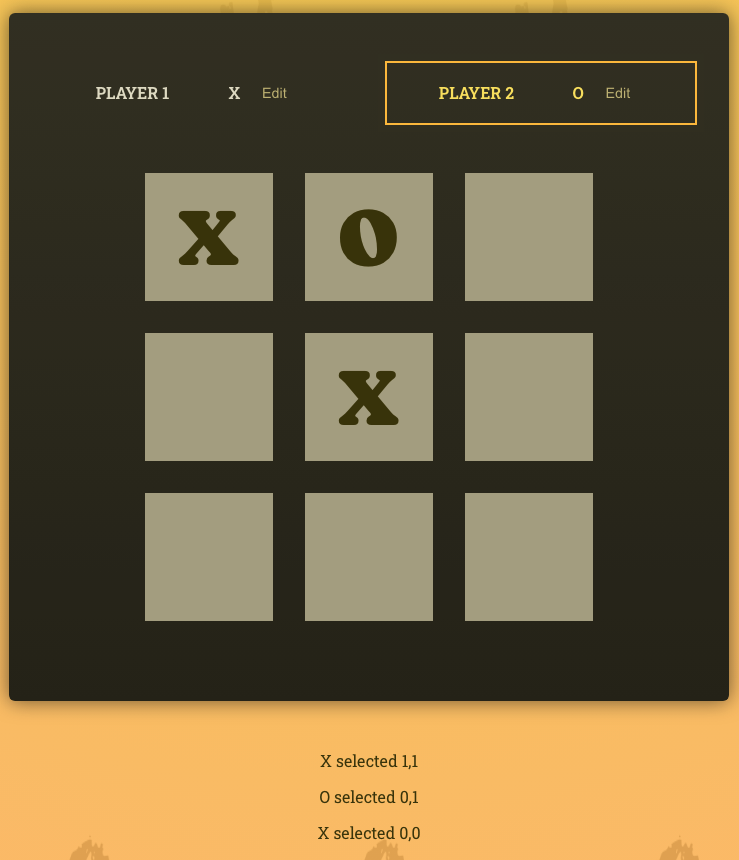 PLAYER 1 X Edit PLAYER 2 O Edit
X O
X
X selected 1,1
O selected 0,1
X selected 0,0